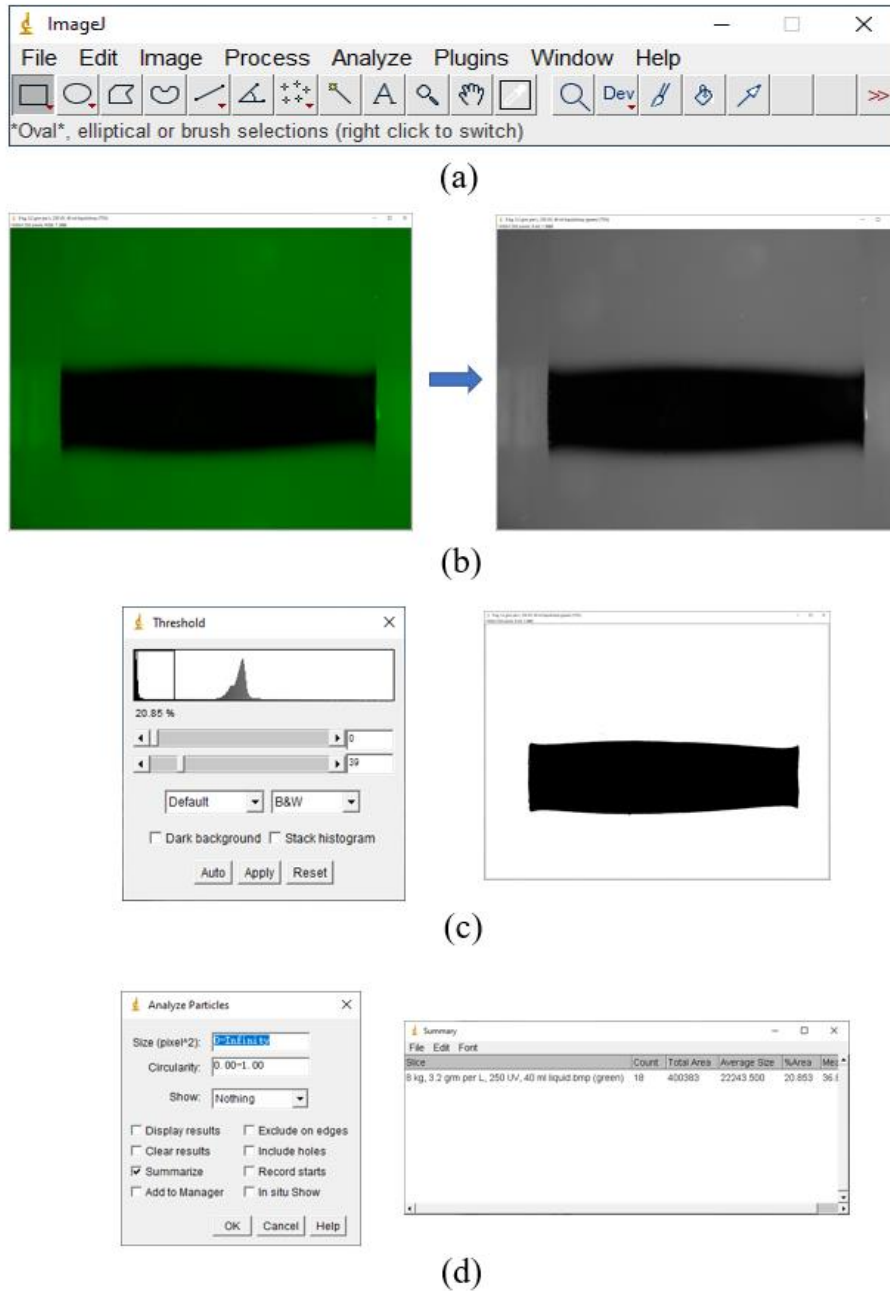 ImageJ
File Edit Image Process Analyze Plugins Window Help
A Dev >>
*Oval*, elliptical or brush selections (right click to switch)
(a)
(b)
Threshold
20.85 %
0
39
Default B&W
Dark background Stack histogram
Auto Apply Reset
(c)
Analyze Particles
Size (pixel^2): 0-Infinity
Circularity: 0.00-1.00
Show: Nothing
Display results Exclude on edges
Clear results Include holes
Summarize Record starts
Add to Manager In situ Show
OK Cancel Help
Summary
File Edit Font
Slice Count Total Area Average Size %Area
8 kg, 3.2 grm per L, 250 UV, 40 ml liquid.bmp (green) 18 400383 22243.500 20.853
(d)